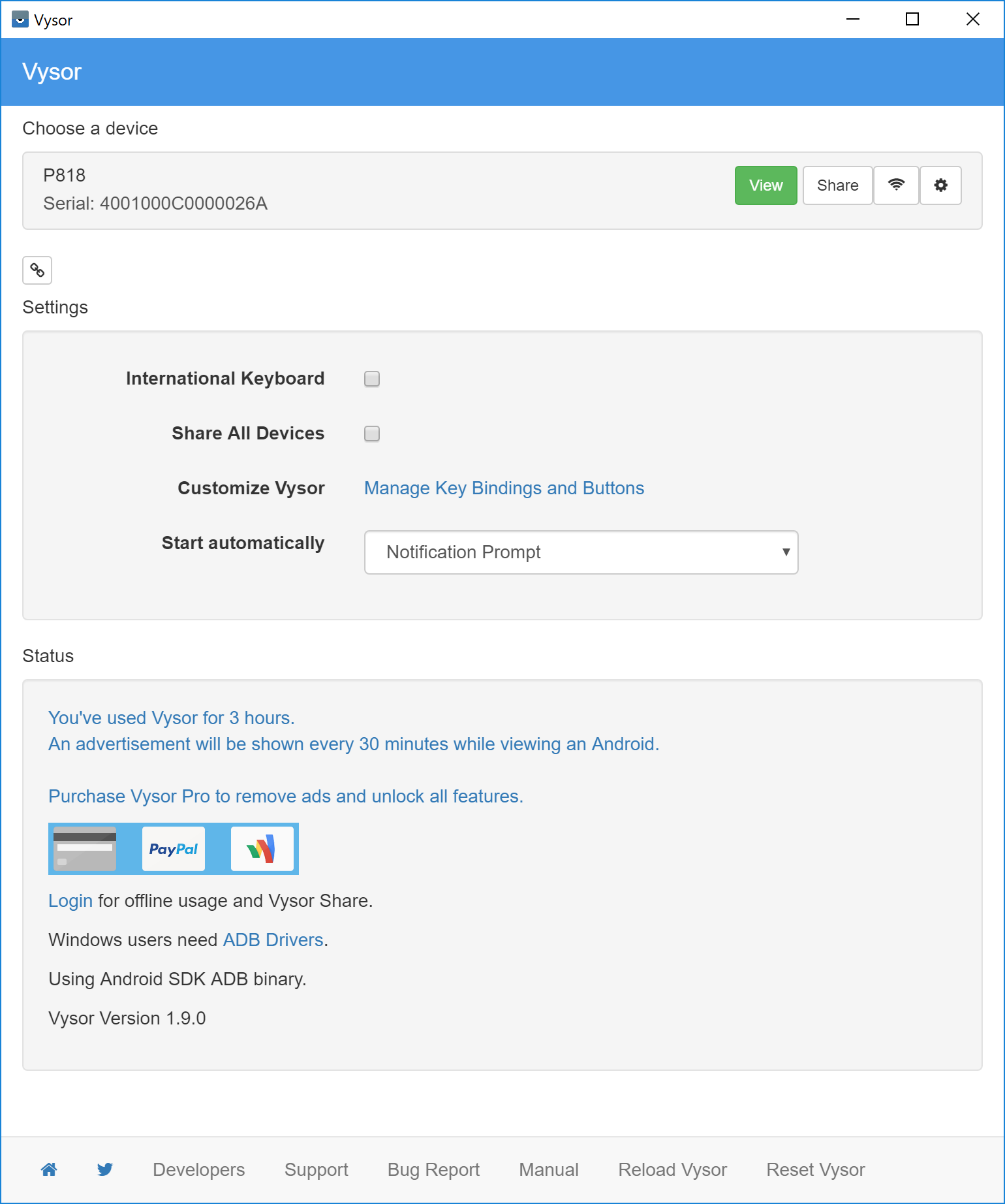 Vysor
Vysor
Choose a device
P818
Serial: 4001000C0000026A
View
Share
Settings
International Keyboard
Share All Devices
Customize Vysor Manage Key Bindings and Buttons
Start automatically Notification Prompt
Status
You've used Vysor for 3 hours.
An advertisement will be shown every 30 minutes while viewing an Android.
Purchase Vysor Pro to remove ads and unlock all features.
PayPal
Login for offline usage and Vysor Share.
Windows users need ADB Drivers.
Using Android SDK ADB binary.
Vysor Version 1.9.0
Developers Support Bug Report Manual Reload Vysor Reset Vysor